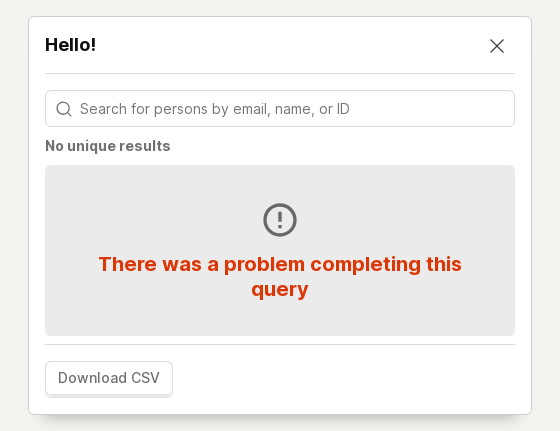 Hello!
Search for persons by email, name, or ID
No unique results
There was a problem completing this
query
Download CSV